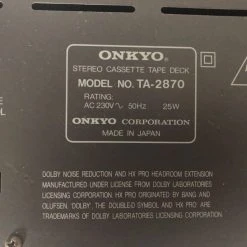 ONKYO®
STEREO CASSETTE TAPE DECK
MODEL NO. TA-2870
RATING:
AC 230V ∿ 50Hz 25W
ONKYO CORPORATION
MADE IN JAPAN
DOLBY NOISE REDUCTION AND HX PRO HEADROOM EXTENSION
MANUFACTURED UNDER LICENSE FROM DOLBY LABORATORIES
LICENSING CORPORATION. HX PRO ORIGINATED BY BANG AND
OLUFSEN. DOLBY, THE DOUBLE-D SYMBOL AND HX PRO ARE
TRADEMARKS OF DOLBY LABORATORIES LICENSING CORPORATION.